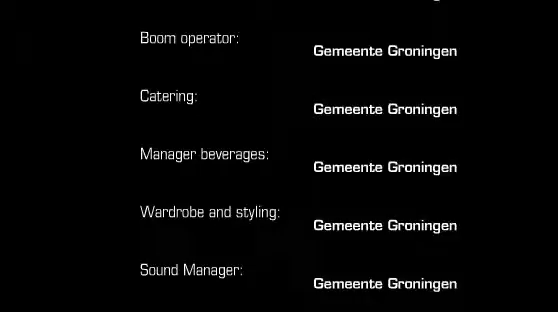 Boom operator:
Gemeente Groningen
Catering:
Gemeente Groningen
Manager beverages:
Gemeente Groningen
Wardrobe and styling:
Gemeente Groningen
Sound Manager:
Gemeente Groningen